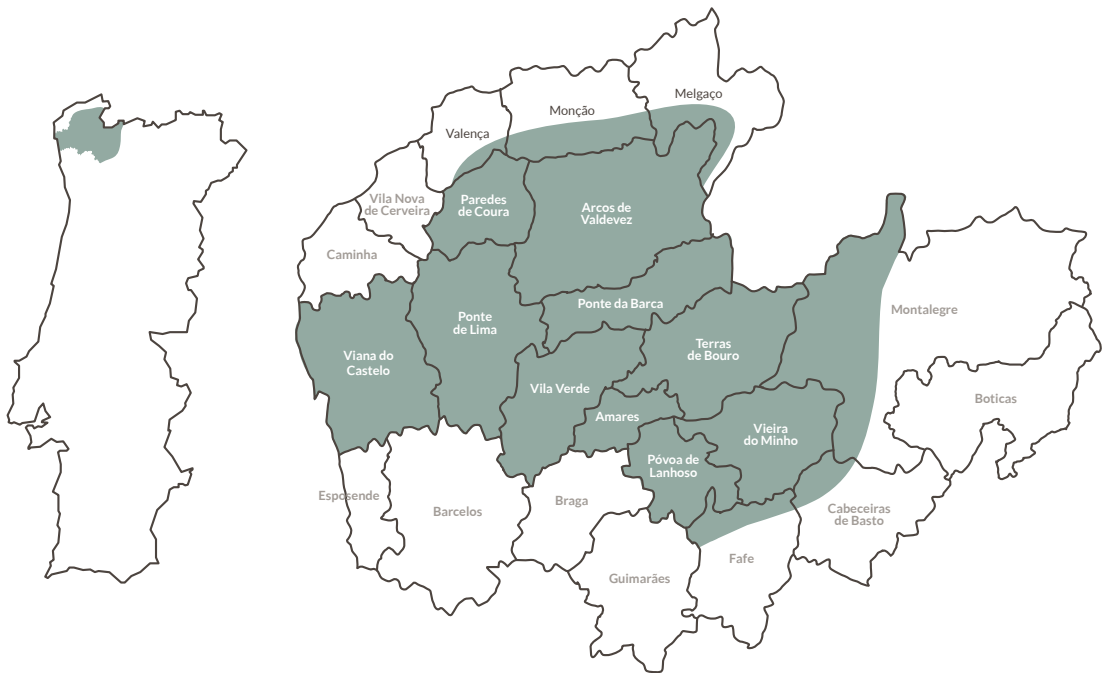 Melgaço
Monção
Valença
Vila Nova
de Cerveira
Paredes
de Coura
Arcos de
Valdevez
Caminha
Ponte da Barca
Montalegre
Ponte
de Lima
Terras
de Bouro
Viana do
Castelo
Vila Verde
Boticas
Amares
Vieira
do Minho
Póvoa de
Lanhoso
Esposende
Braga
Barcelos
Cabeceiras
de Basto
Fafe
Guimarães